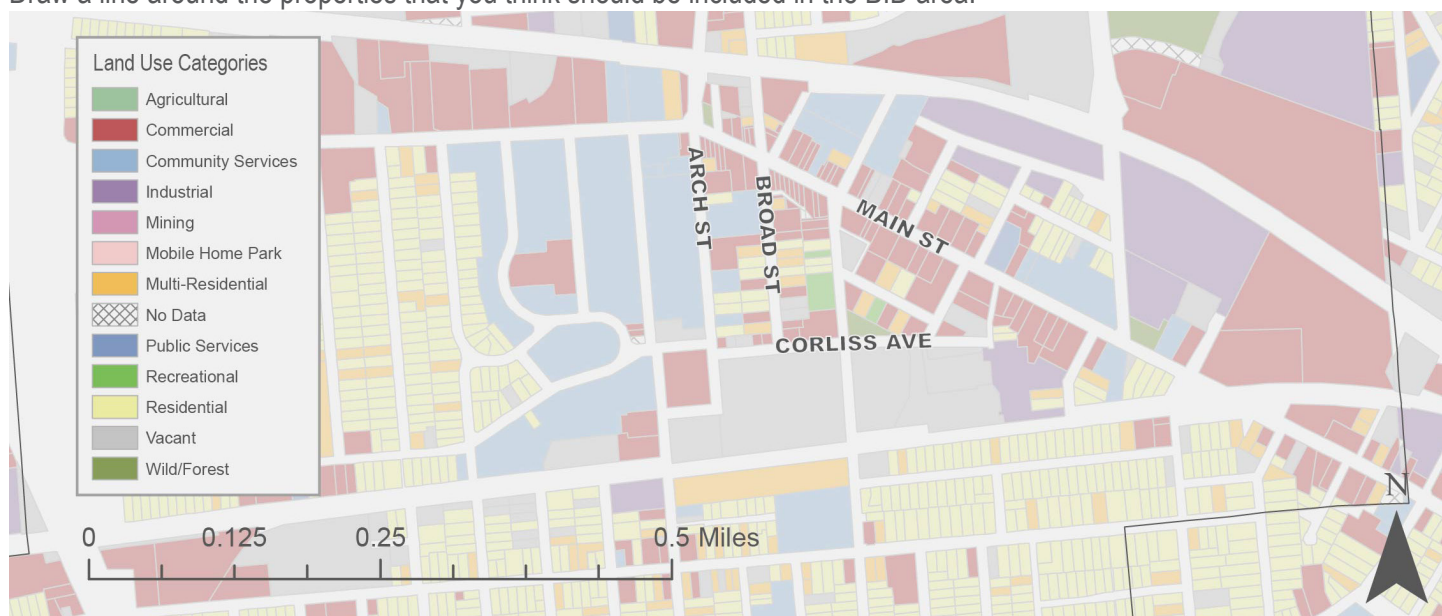 Draw a line around the properties that you think should be included in the BID area.
Land Use Categories
Agricultural
Commercial
Community Services
Industrial
Mining
Mobile Home Park
Multi-Residential
No Data
Public Services
Recreational
Residential
Vacant
Wild/Forest
ARCH ST
BROAD ST
MAIN ST
CORLISS AVE
N
0 0.125 0.25 0.5 Miles